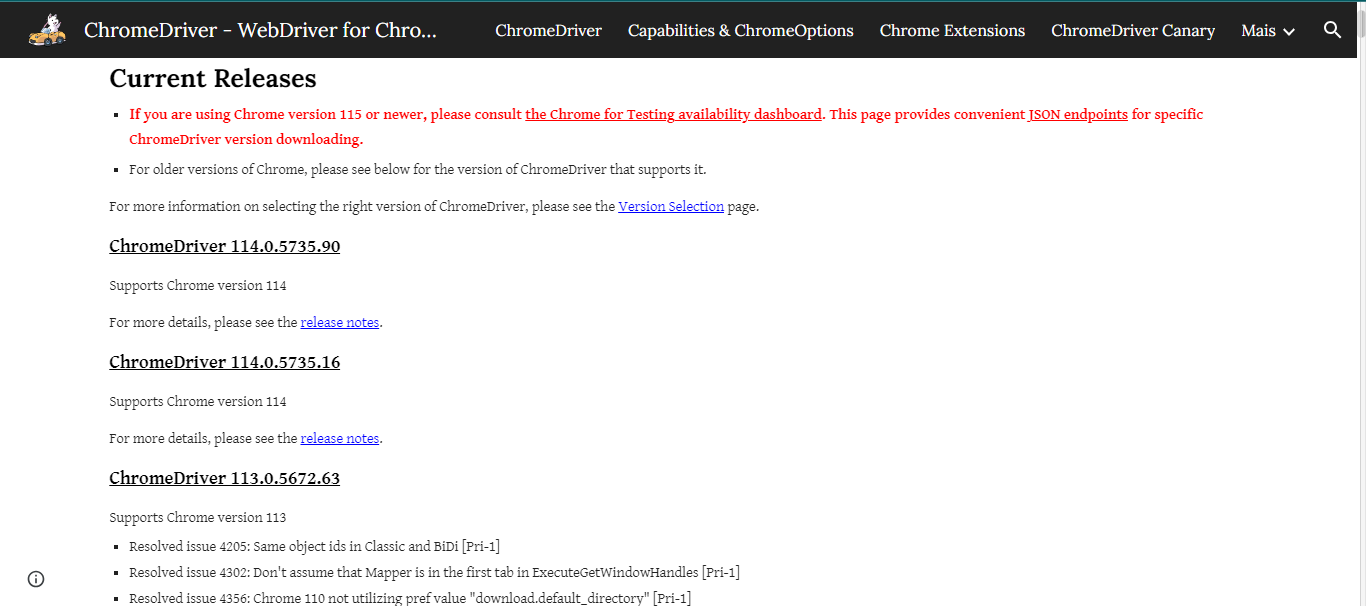 ChromeDriver - WebDriver for Chro...
ChromeDriver
Capabilities & ChromeOptions
Chrome Extensions
ChromeDriver Canary
Mais
Current Releases
If you are using Chrome version 115 or newer, please consult the Chrome for Testing availability dashboard. This page provides convenient JSON endpoints for specific
ChromeDriver version downloading.
For older versions of Chrome, please see below for the version of ChromeDriver that supports it.
For more information on selecting the right version of ChromeDriver, please see the Version Selection page.
ChromeDriver 114.0.5735.90
Supports Chrome version 114
For more details, please see the release notes.
ChromeDriver 114.0.5735.16
Supports Chrome version 114
For more details, please see the release notes.
ChromeDriver 113.0.5672.63
Supports Chrome version 113
Resolved issue 4205: Same object ids in Classic and BiDi [Pri-1]
Resolved issue 4302: Don't assume that Mapper is in the first tab in ExecuteGetWindowHandles [Pri-1]
Resolved issue 4356: Chrome 110 not utilizing pref value "download.default_directory" [Pri-1]